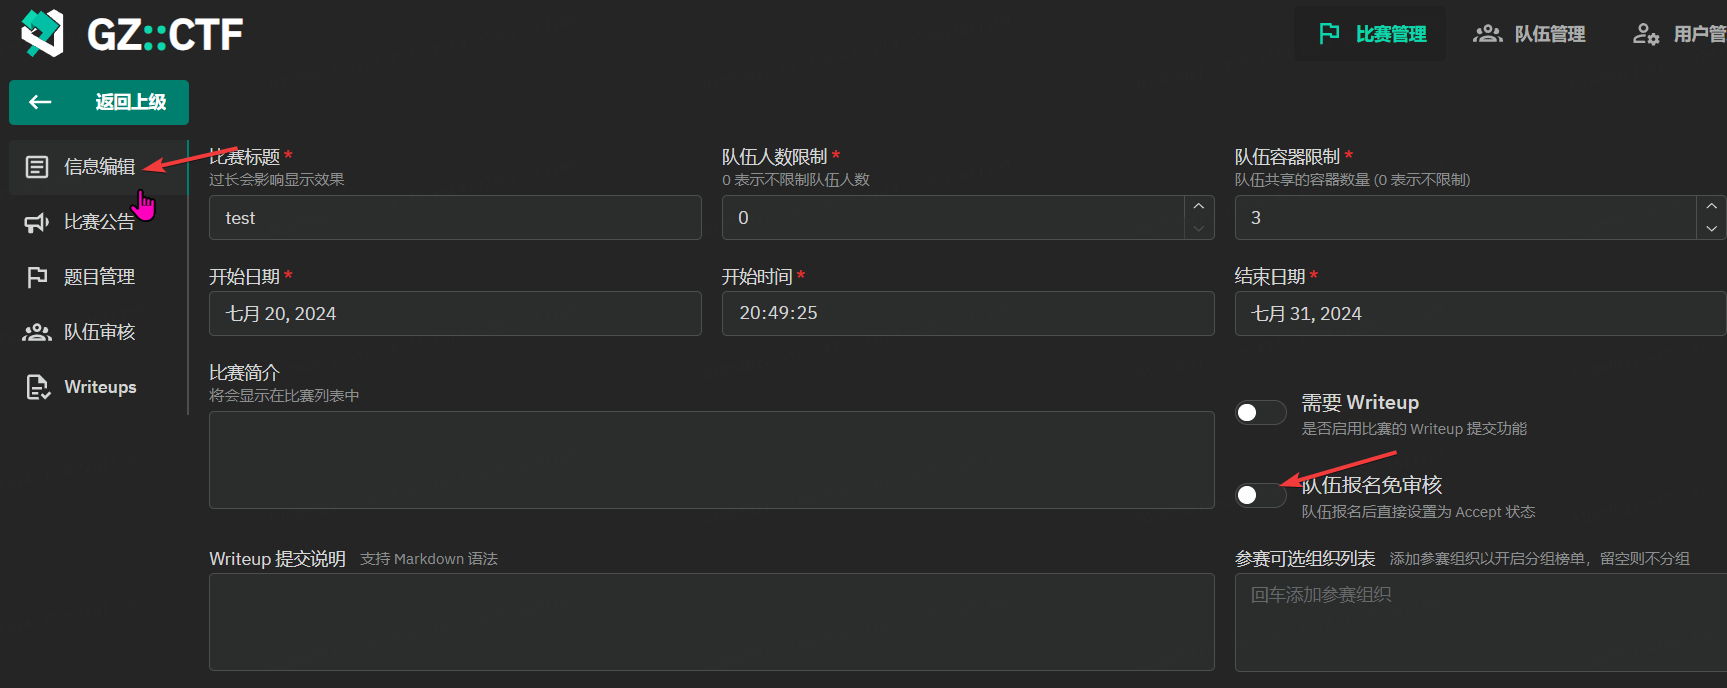 GZ::CTF
比赛管理
队伍管理
用户管
返回上级
信息编辑
比赛公告
题目管理
队伍审核
Writeups
比赛标题 *
过长会影响显示效果
test
队伍人数限制 *
0 表示不限制队伍人数
0
队伍容器限制 *
队伍共享的容器数量 (0 表示不限制)
3
开始日期 *
七月 20, 2024
开始时间 *
20:49:25
结束日期 *
七月 31, 2024
比赛简介
将会显示在比赛列表中
需要 Writeup
是否启用比赛的 Writeup 提交功能
队伍报名免审核
队伍报名后直接设置为 Accept 状态
Writeup 提交说明 支持 Markdown 语法
参赛可选组织列表 添加参赛组织以开启分组榜单，留空则不分组
回车添加参赛组织